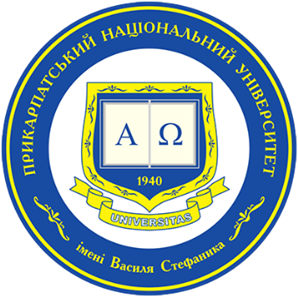 ПРИКАРПАТСЬКИЙ НАЦІОНАЛЬНИЙ УНІВЕРСИТЕТ
Α Ω
1940
UNIVERSITAS
імені Василя Стефаника